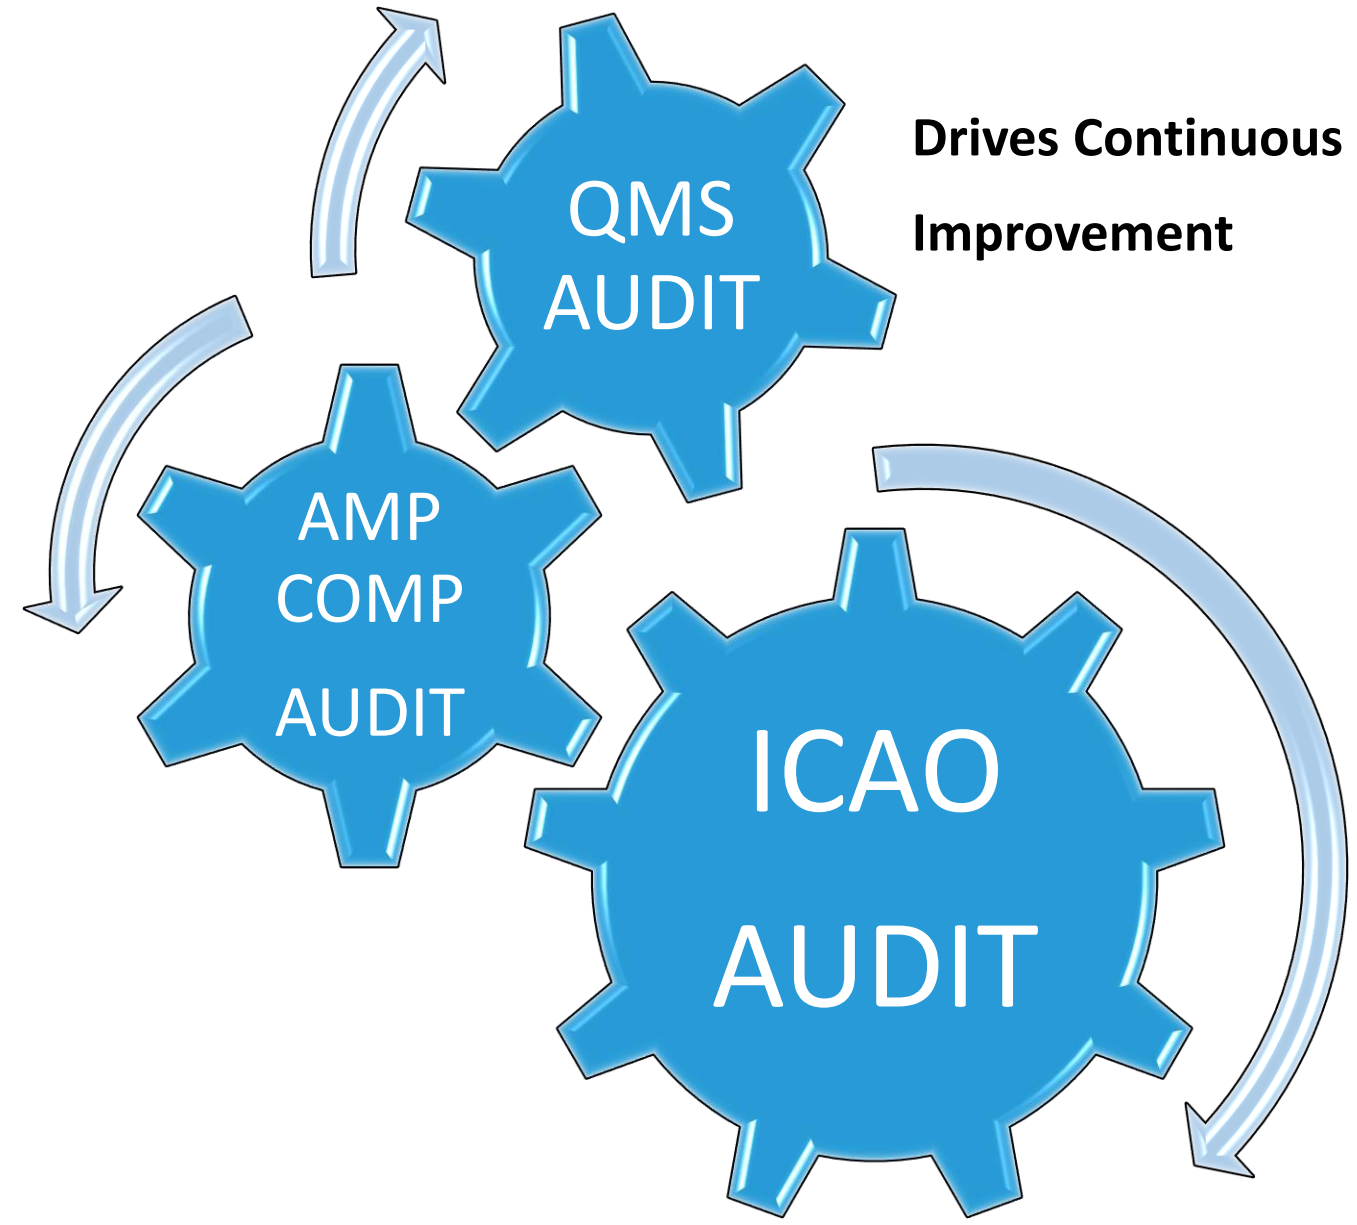 Drives Continuous
Improvement
QMS
AUDIT
AMP
COMP
AUDIT
ICAO
AUDIT